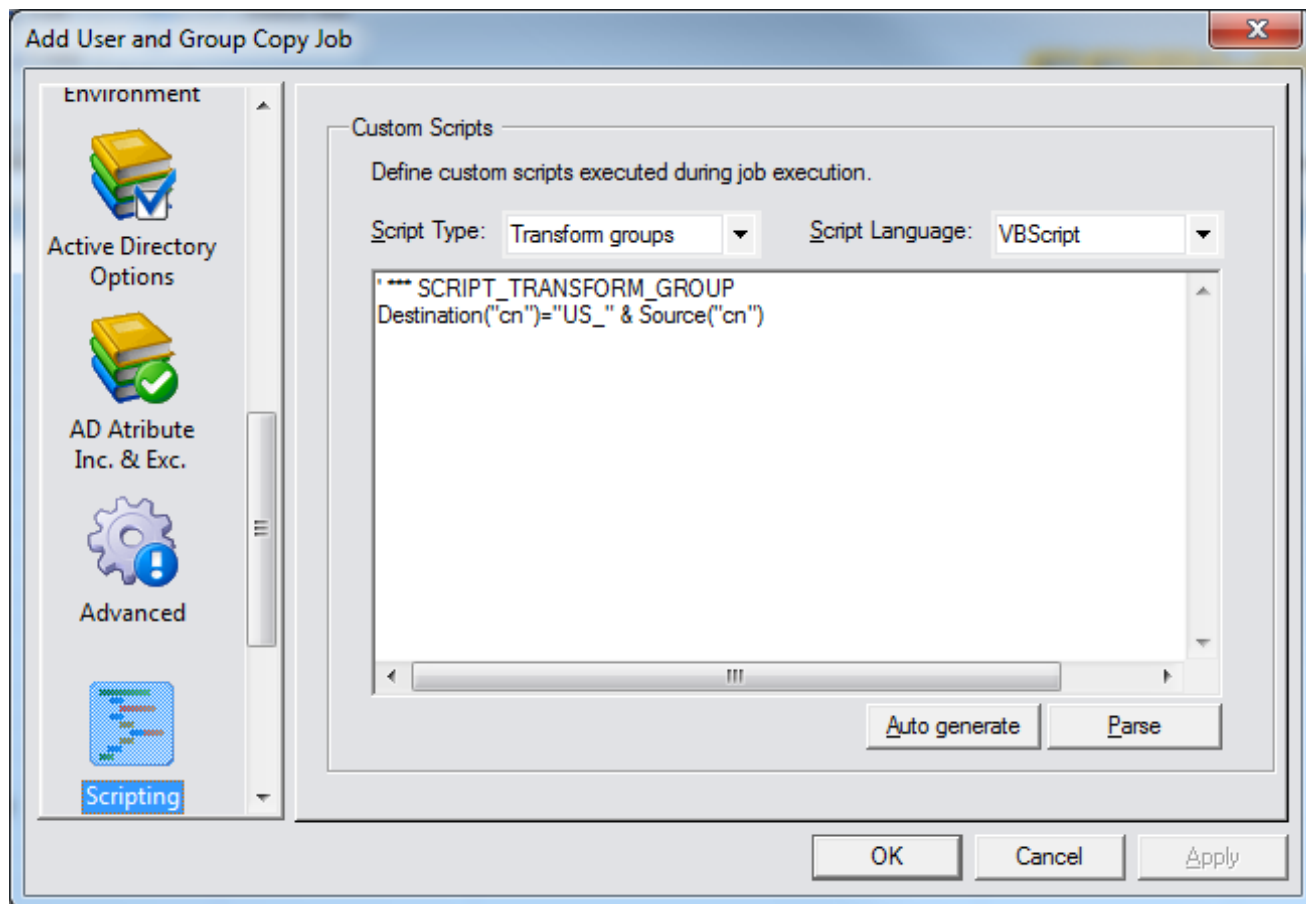 Add User and Group Copy Job
Environment
Active Directory
Options
AD Atribute
Inc. & Exc.
Advanced
Scripting
Custom Scripts
Define custom scripts executed during job execution.
Script Type: Transform groups Script Language: VBScript
' *** SCRIPT_TRANSFORM_GROUP
Destination("cn")="US_" & Source("cn")
Auto generate Parse
OK Cancel Apply